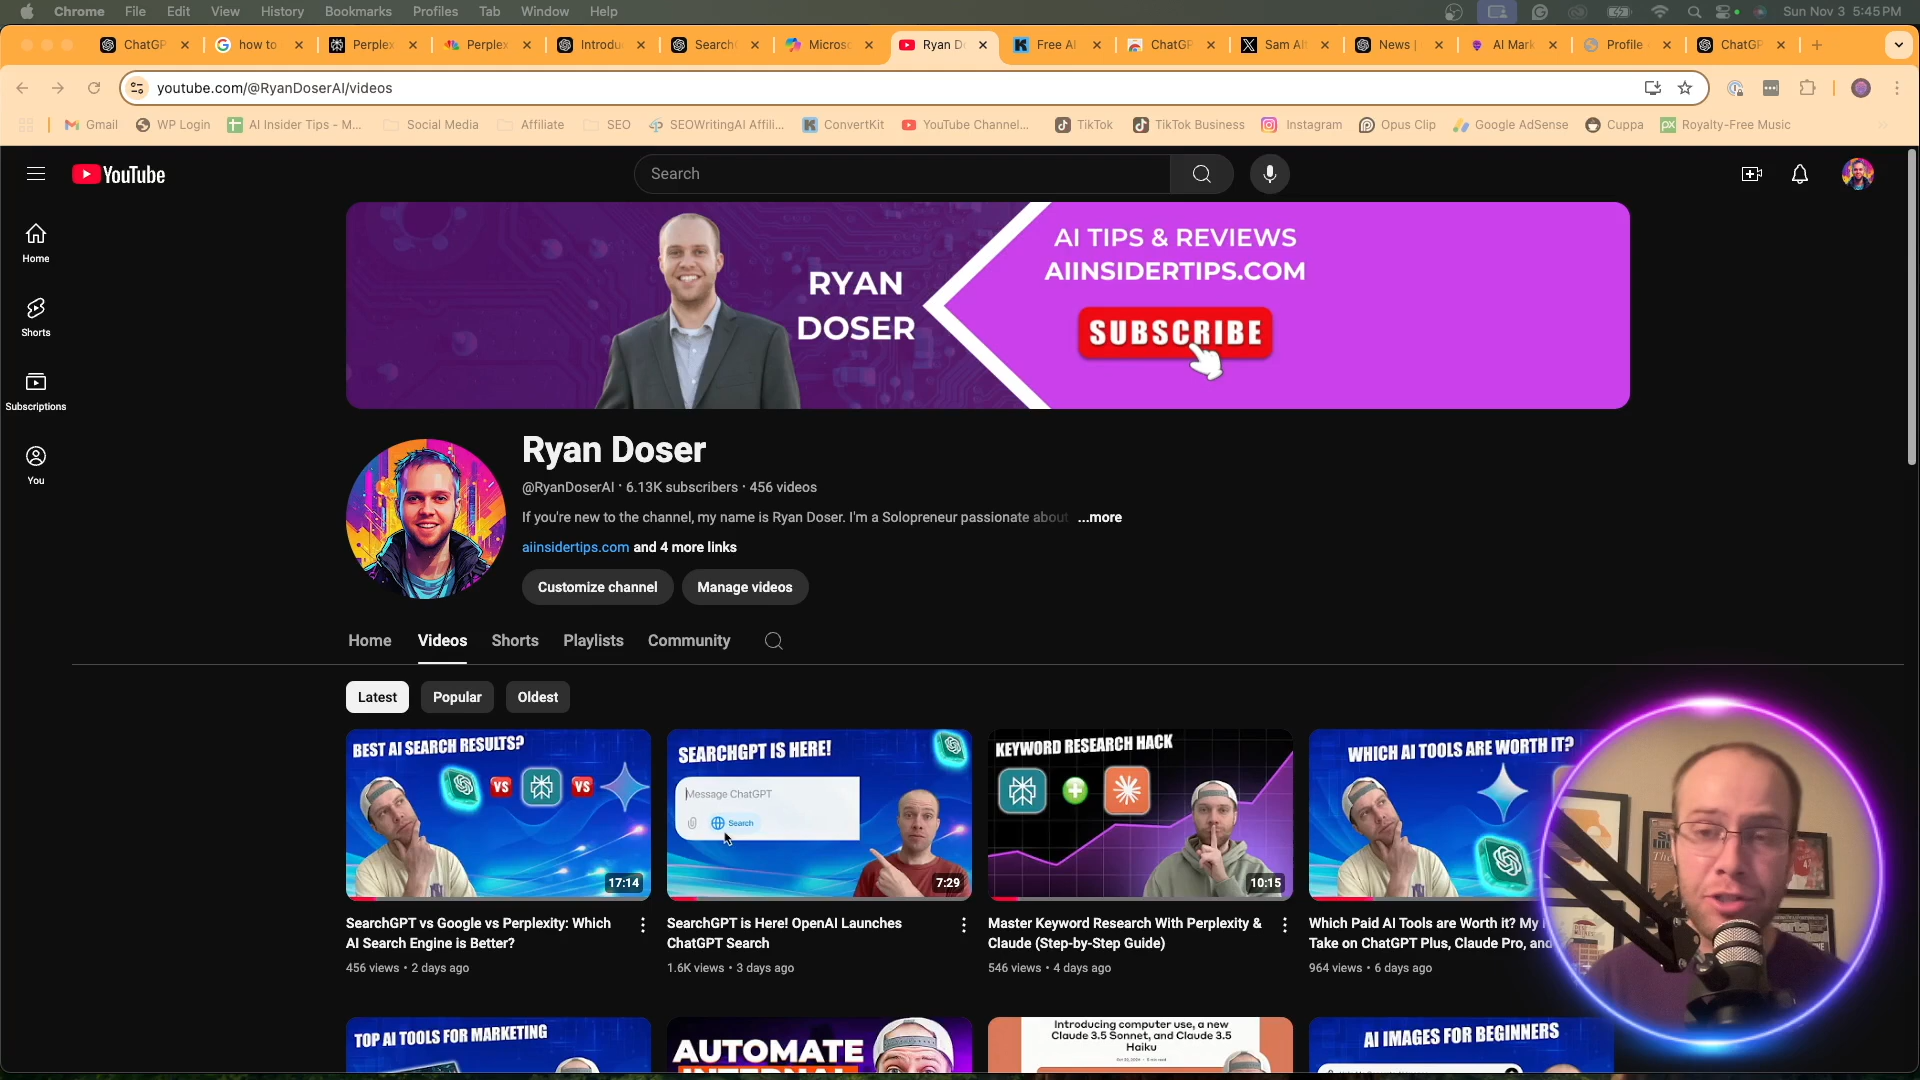 Chrome File Edit View History Bookmarks Profiles Tab Window Help Sun Nov 3 5:45 PM
ChatGP how to Perplex Perplex Introdu Search Micros Ryan D Free AI ChatGP Sam Alt News | AI Mark Profile ChatGP
youtube.com/@RyanDoserAI/videos
Gmail WP Login AI Insider Tips - M... Social Media Affiliate SEO SEOWritingAI Affili... ConvertKit YouTube Channel... TikTok TikTok Business Instagram Opus Clip Google AdSense Cuppa Royalty-Free Music
YouTube
Search
Home
Shorts
Subscriptions
You
RYAN
DOSER
AI TIPS & REVIEWS
AIINSIDERTIPS.COM
SUBSCRIBE
Ryan Doser
@RyanDoserAI • 6.13K subscribers • 456 videos
If you're new to the channel, my name is Ryan Doser. I'm a Solopreneur passionate about ...more
aiinsidertips.com and 4 more links
Customize channel Manage videos
Home Videos Shorts Playlists Community
Latest Popular Oldest
BEST AI SEARCH RESULTS?
VS VS
17:14
SearchGPT vs Google vs Perplexity: Which
AI Search Engine is Better?
456 views • 2 days ago
SEARCHGPT IS HERE!
Message ChatGPT
Search
7:29
SearchGPT is Here! OpenAI Launches
ChatGPT Search
1.6K views • 3 days ago
KEYWORD RESEARCH HACK
10:15
Master Keyword Research With Perplexity &
Claude (Step-by-Step Guide)
546 views • 4 days ago
WHICH AI TOOLS ARE WORTH IT?
Which Paid AI Tools are Worth it? My
Take on ChatGPT Plus, Claude Pro, and
964 views • 6 days ago
TOP AI TOOLS FOR MARKETING
AUTOMATE
INTERNAL
Introducing computer use, a new
Claude 3.5 Sonnet, and Claude 3.5
Haiku
AI IMAGES FOR BEGINNERS